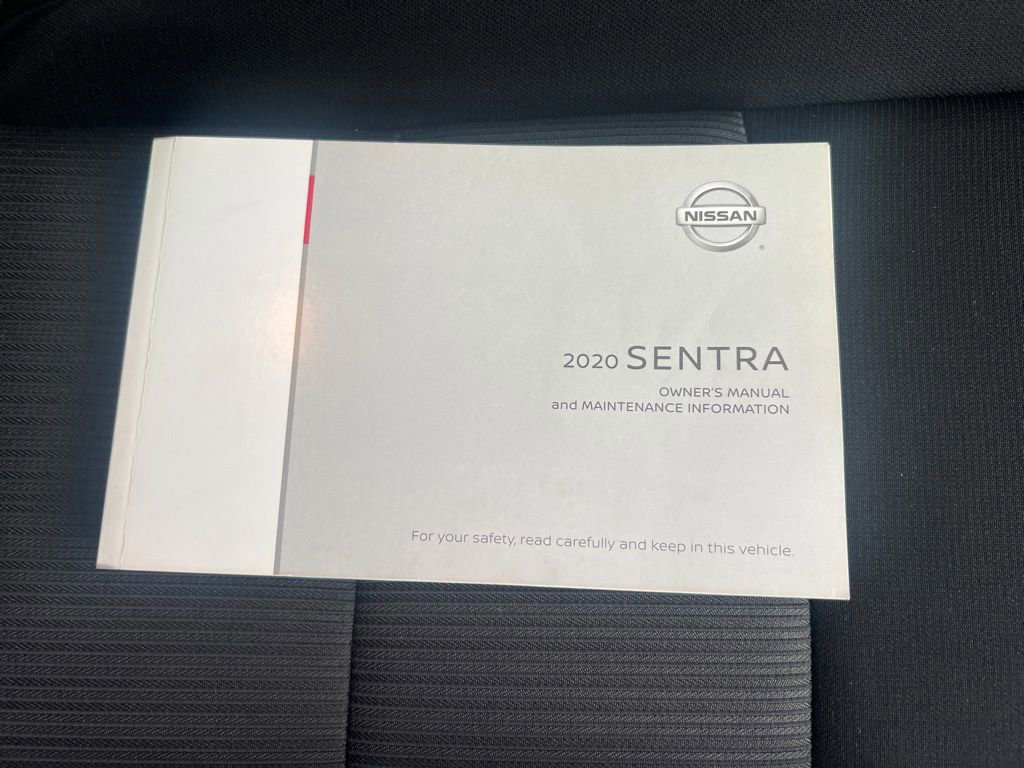 NISSAN
®
2020 SENTRA
OWNER'S MANUAL
and MAINTENANCE INFORMATION
For your safety, read carefully and keep in this vehicle.